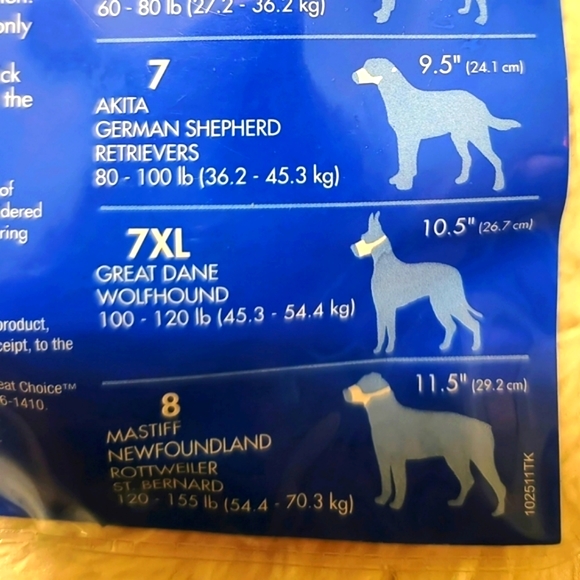 only
ck
the
of
dered
ring
product,
ceipt, to the
eat Choice™
6-1410.
60 - 80 lb (27.2 - 36.2 kg)
7
9.5" (24.1 cm)
AKITA
GERMAN SHEPHERD
RETRIEVERS
80 - 100 lb (36.2 - 45.3 kg)
7XL
10.5" (26.7 cm)
GREAT DANE
WOLFHOUND
100 - 120 lb (45.3 - 54.4 kg)
8
11.5" (29.2 cm)
MASTIFF
NEWFOUNDLAND
ROTTWEILER
ST. BERNARD
120 - 155 lb (54.4 - 70.3 kg)
102511TK